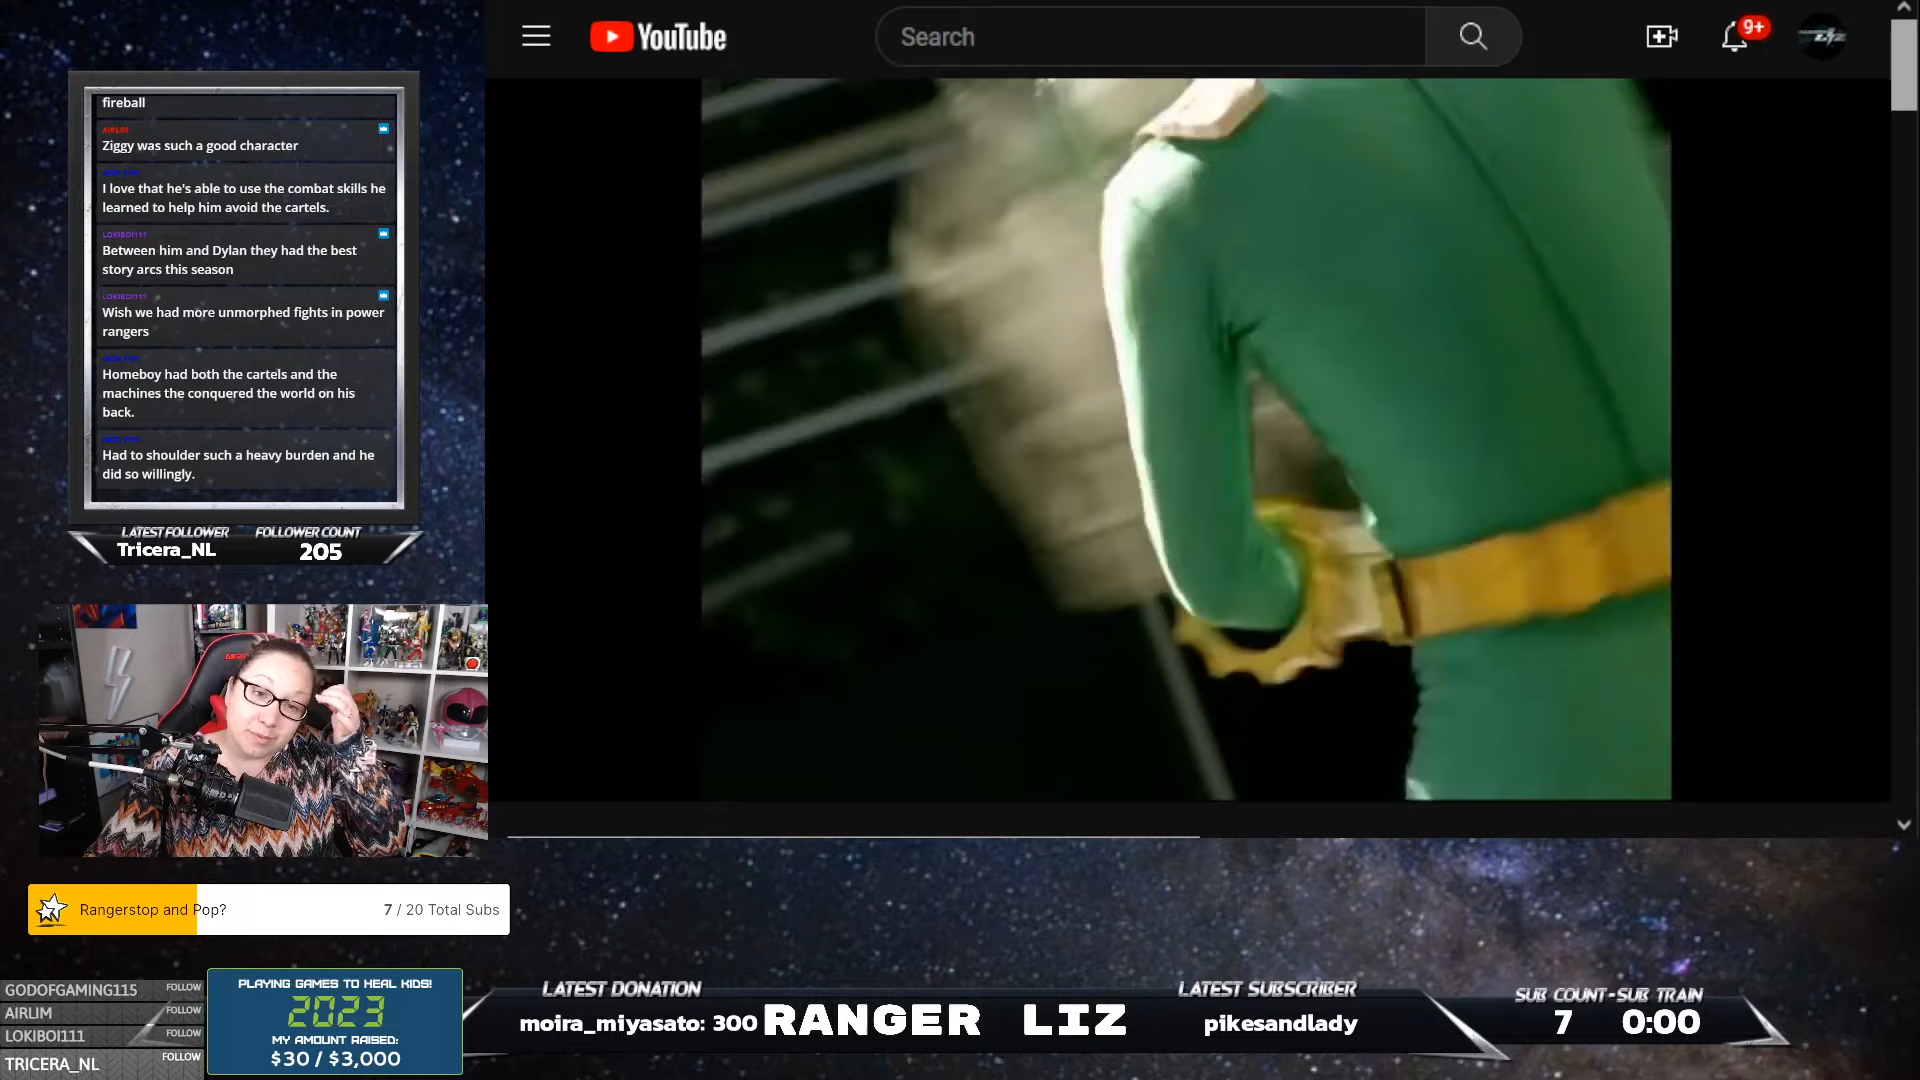 YouTube
Search
9+
fireball
AIRLIM
Ziggy was such a good character
I love that he's able to use the combat skills he
learned to help him avoid the cartels.
LOKIBOI111
Between him and Dylan they had the best
story arcs this season
LOKIBOI111
Wish we had more unmorphed fights in power
rangers
Homeboy had both the cartels and the
machines the conquered the world on his
back.
Had to shoulder such a heavy burden and he
did so willingly.
LATEST FOLLOWER
FOLLOWER COUNT
Tricera_NL
205
Rangerstop and Pop?
7 / 20 Total Subs
GODOFGAMING115 FOLLOW
AIRLIM FOLLOW
LOKIBOI111 FOLLOW
TRICERA_NL FOLLOW
PLAYING GAMES TO HEAL KIDS!
2023
MY AMOUNT RAISED:
$30 / $3,000
LATEST DONATION
moira_miyasato: 300
RANGER LIZ
LATEST SUBSCRIBER
pikesandlady
SUB COUNT-SUB TRAIN
7 0:00